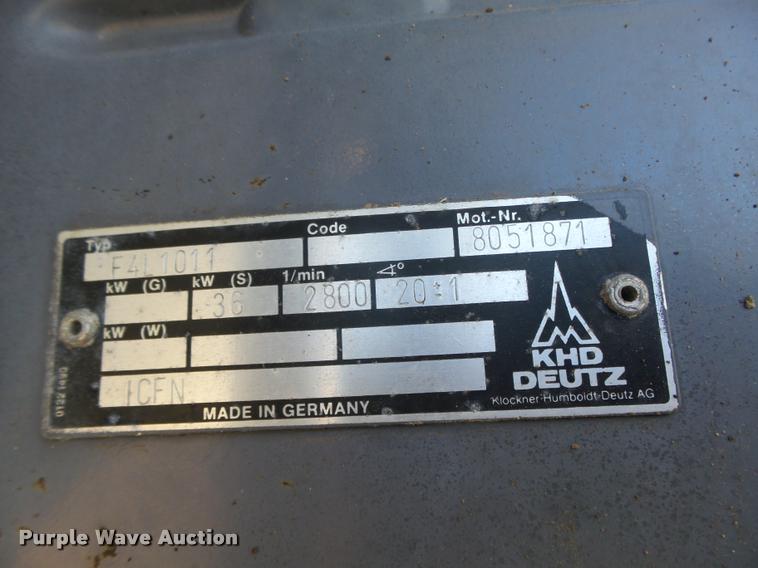 Typ Code Mot.-Nr.
F4L1011 8051871
kW (G) kW (S) 1/min ∢°
36 2800 20±1
kW (W)
ICFN
MADE IN GERMANY
KHD
DEUTZ
Klöckner-Humboldt-Deutz AG
Purple Wave Auction